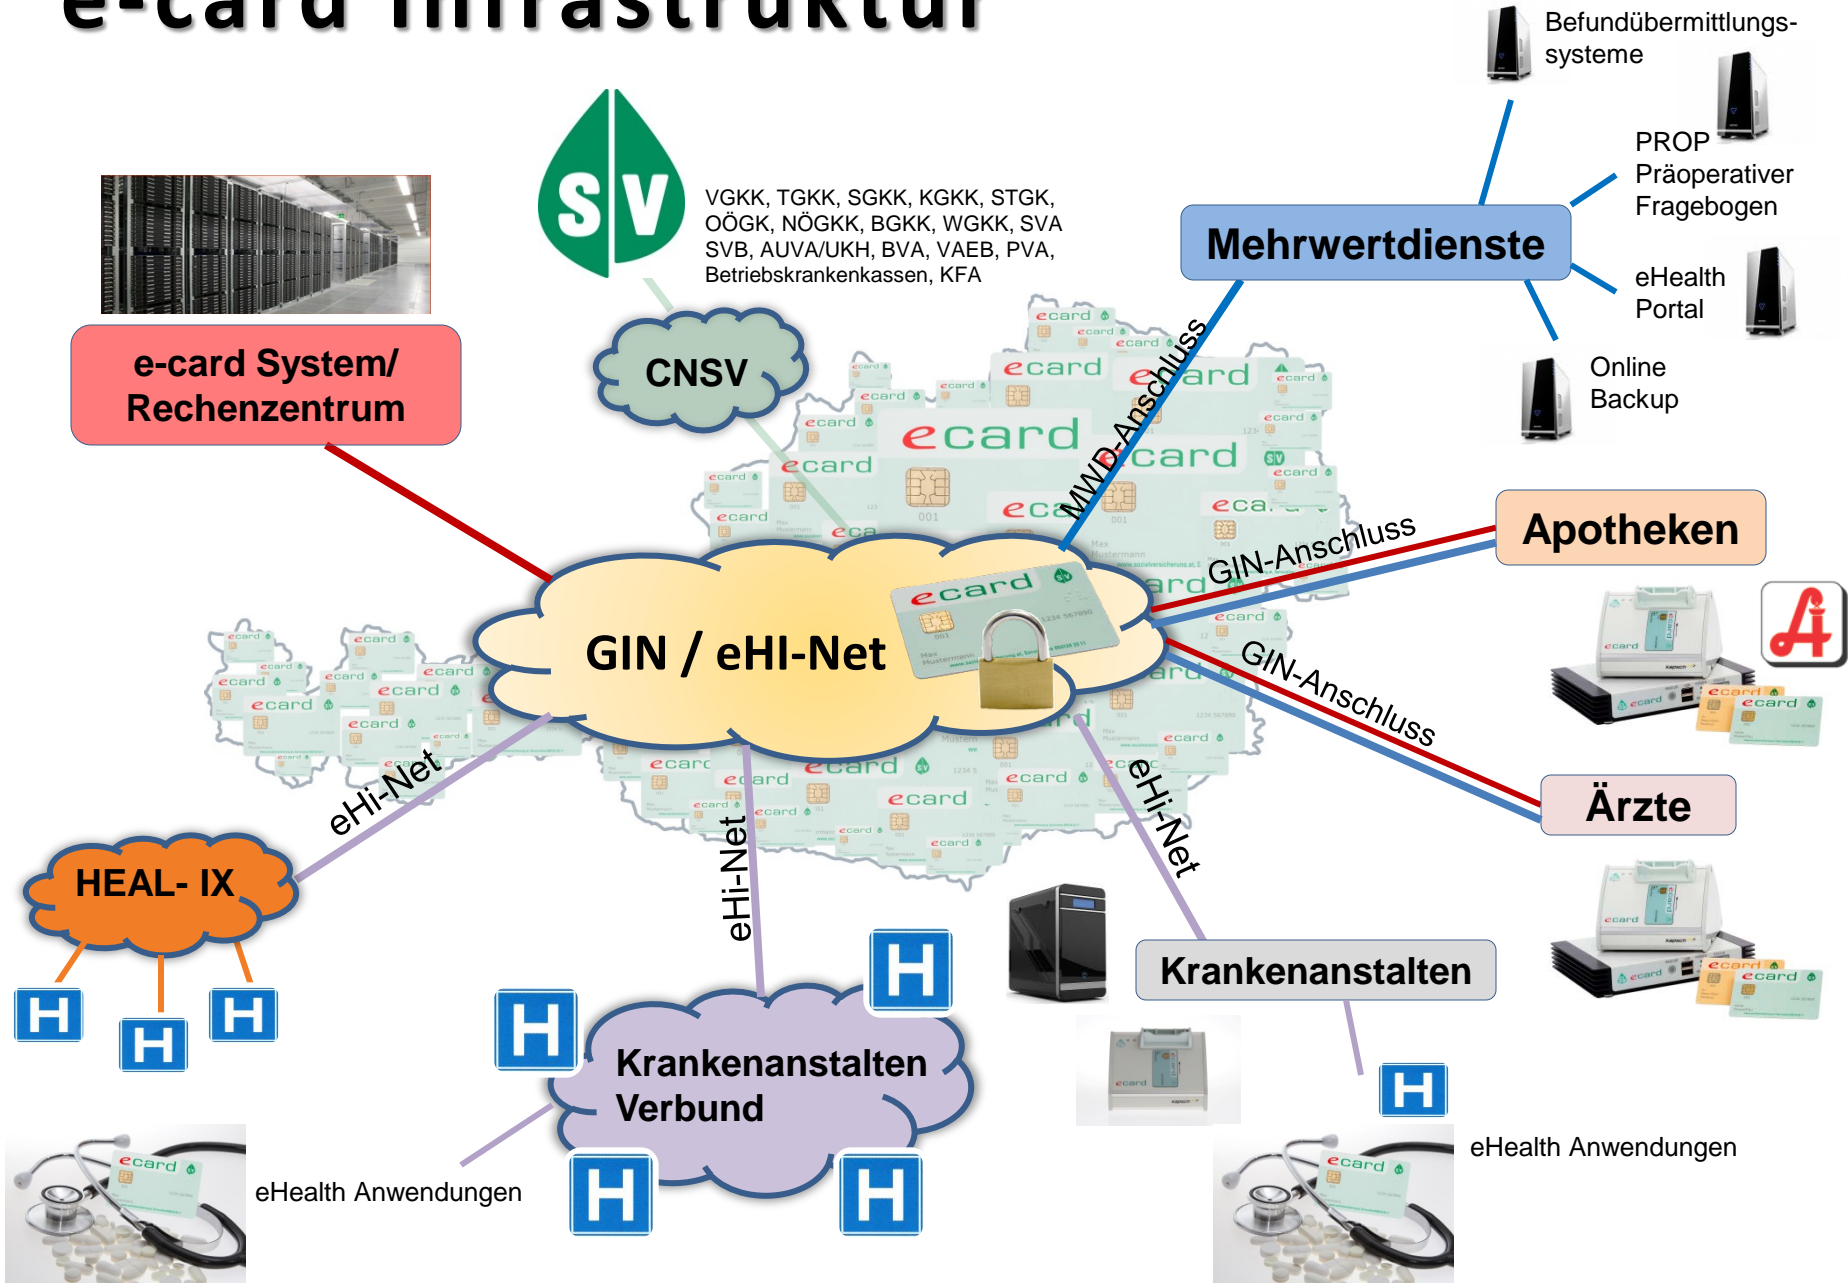 e-card Infrastruktur
Befundübermittlungs-
systeme
PROP
Präoperativer
Fragebogen
eHealth
Portal
Online
Backup
Mehrwertdienste
MWD-Anschluss
SV
VGKK, TGKK, SGKK, KGKK, STGK,
OÖGK, NÖGKK, BGKK, WGKK, SVA
SVB, AUVA/UKH, BVA, VAEB, PVA,
Betriebskrankenkassen, KFA
CNSV
e-card System/
Rechenzentrum
GIN / eHI-Net
ecard
GIN-Anschluss
Apotheken
GIN-Anschluss
Ärzte
eHi-Net
eHi-Net
eHi-Net
HEAL- IX
H
H
H
Krankenanstalten
H
eHealth Anwendungen
Krankenanstalten
Verbund
H
H
H
H
eHealth Anwendungen